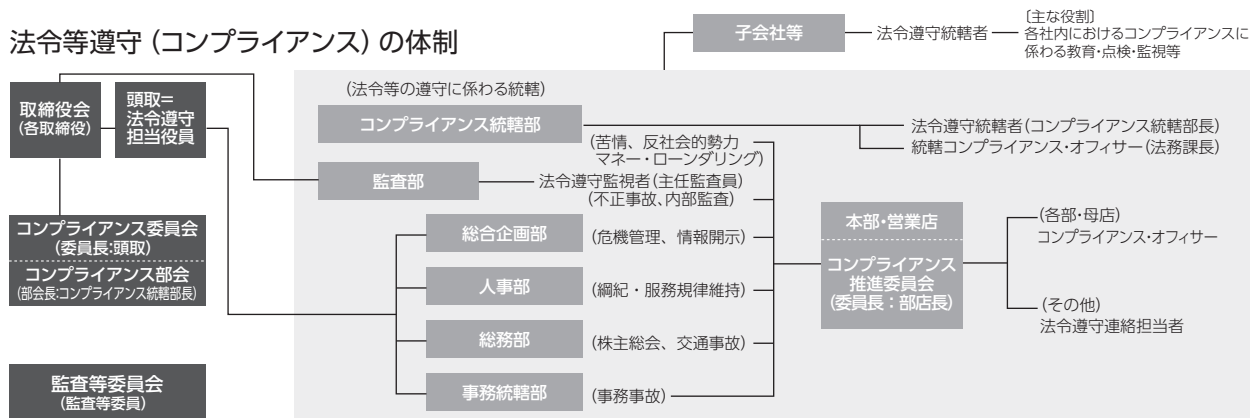 法令等遵守（コンプライアンス）の体制
子会社等
法令遵守統轄者
〔主な役割〕
各社内におけるコンプライアンスに
係わる教育・点検・監視等
取締役会
（各取締役）
頭取＝
法令遵守
担当役員
（法令等の遵守に係わる統轄）
コンプライアンス統轄部
法令遵守統轄者（コンプライアンス統轄部長）
統轄コンプライアンス・オフィサー（法務課長）
（苦情、反社会的勢力
マネー・ローンダリング）
監査部
法令遵守監視者（主任監査員）
（不正事故、内部監査）
コンプライアンス委員会
（委員長：頭取）
コンプライアンス部会
（部会長：コンプライアンス統轄部長）
総合企画部
（危機管理、情報開示）
人事部
（綱紀・服務規律維持）
総務部
（株主総会、交通事故）
事務統轄部
（事務事故）
本部・営業店
コンプライアンス
推進委員会
（委員長：部店長）
（各部・母店）
コンプライアンス・オフィサー
（その他）
法令遵守連絡担当者
監査等委員会
（監査等委員）